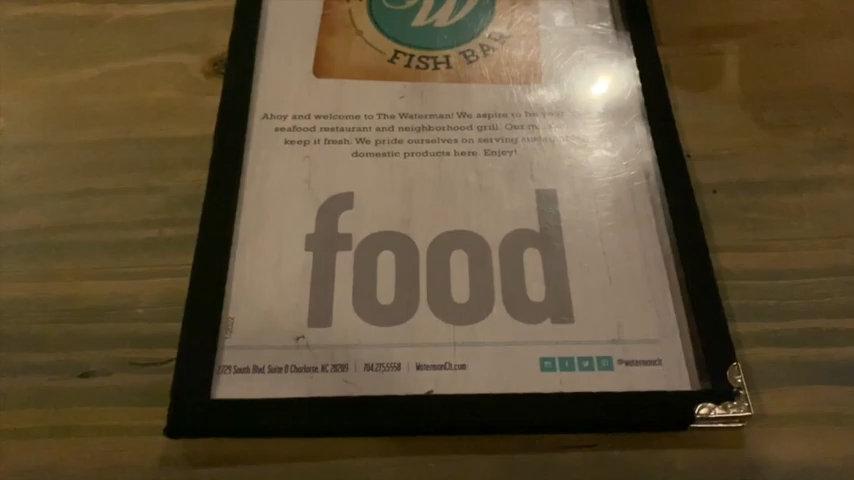 W
FISH BAR
Ahoy and welcome to The Waterman! We aspire to be your
seafood restaurant and neighborhood grill. Our
keep it fresh. We pride ourselves on serving
domestic products here. Enjoy!
food
South Blvd, Suite D Charlotte, NC 28203 | 704.275.5558 | WatermanClt.com @watermanclt